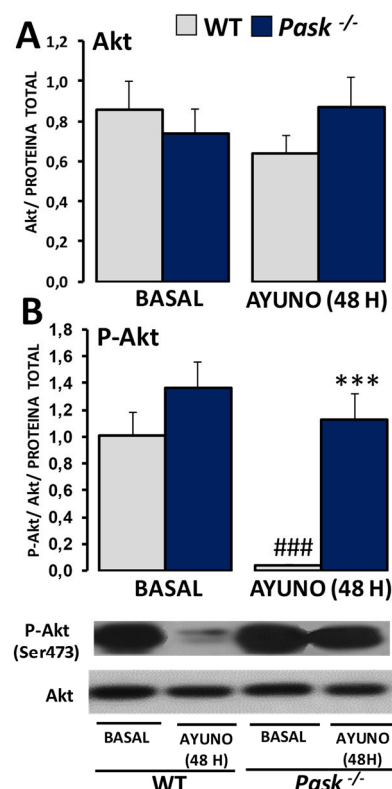 A Akt
WT Pask -/-
Akt/ PROTEINA TOTAL
1,2
1,0
0,8
0,6
0,4
0,2
0,0
BASAL AYUNO (48 H)
B P-Akt
P-Akt/ Akt/ PROTEINA TOTAL
1,8
1,6
1,4
1,2
1,0
0,8
0,6
0,4
0,2
0,0
***
###
BASAL AYUNO (48 H)
P-Akt
(Ser473)
Akt
BASAL AYUNO BASAL AYUNO
(48 H) (48H)
WT Pask -/-